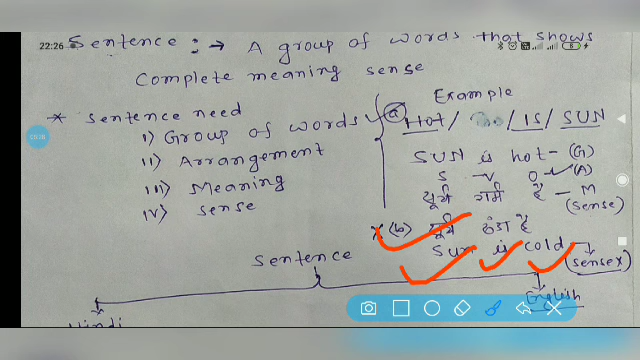 22:26
Sentence :→ A group of words that shows
Complete meaning sense
* Sentence need
i) Group of words
ii) Arrangement
iii) Meaning
iv) Sense
Example
(a) Hot / / IS / SUN
SUN is hot - (G)
S V O (A)
सूर्य गर्म है - M
(sense)
x (b) सूर्य ठंडा है
Sun is cold
(sense x)
Sentence
Hindi
English